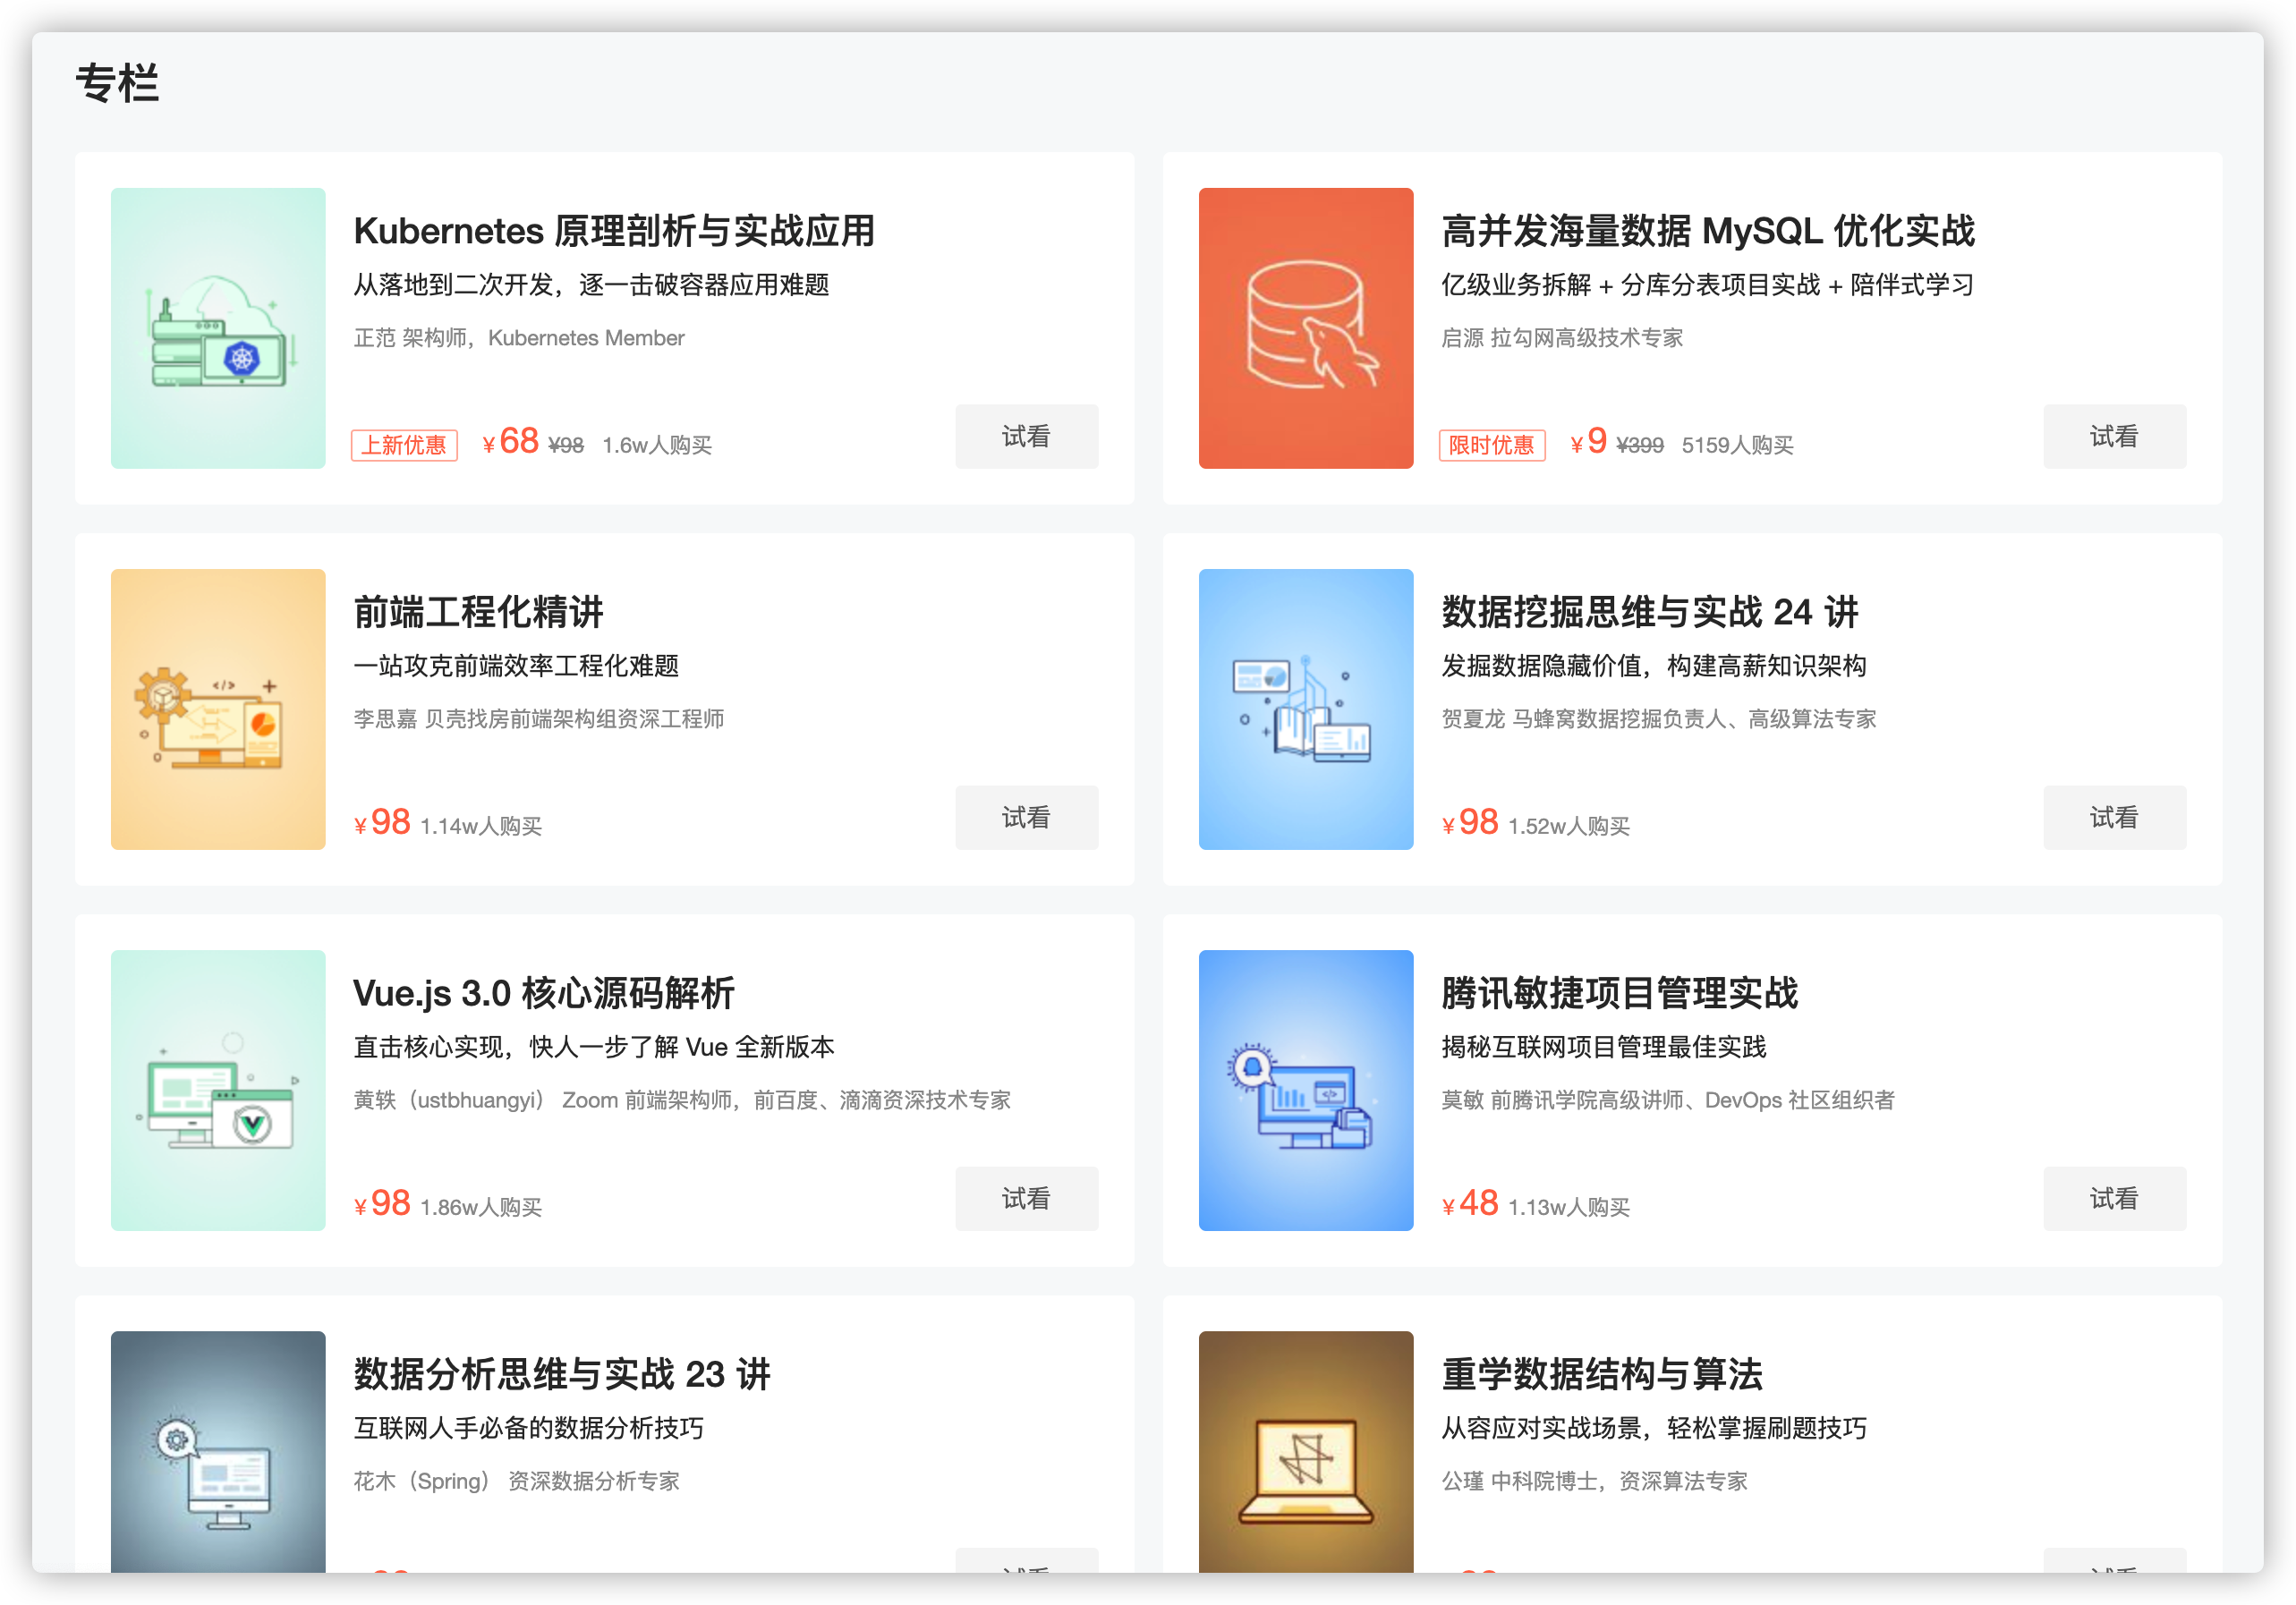 专栏
Kubernetes 原理剖析与实战应用
从落地到二次开发，逐一击破容器应用难题
正范 架构师，Kubernetes Member
上新优惠 ¥68 ¥98 1.6w人购买
试看
高并发海量数据 MySQL 优化实战
亿级业务拆解 + 分库分表项目实战 + 陪伴式学习
启源 拉勾网高级技术专家
限时优惠 ¥9 ¥399 5159人购买
试看
前端工程化精讲
一站攻克前端效率工程化难题
李思嘉 贝壳找房前端架构组资深工程师
¥98 1.14w人购买
试看
数据挖掘思维与实战 24 讲
发掘数据隐藏价值，构建高薪知识架构
贺夏龙 马蜂窝数据挖掘负责人、高级算法专家
¥98 1.52w人购买
试看
Vue.js 3.0 核心源码解析
直击核心实现，快人一步了解 Vue 全新版本
黄轶（ustbhuangyi） Zoom 前端架构师，前百度、滴滴资深技术专家
¥98 1.86w人购买
试看
腾讯敏捷项目管理实战
揭秘互联网项目管理最佳实践
莫敏 前腾讯学院高级讲师、DevOps 社区组织者
¥48 1.13w人购买
试看
数据分析思维与实战 23 讲
互联网人手必备的数据分析技巧
花木（Spring） 资深数据分析专家
重学数据结构与算法
从容应对实战场景，轻松掌握刷题技巧
公瑾 中科院博士，资深算法专家